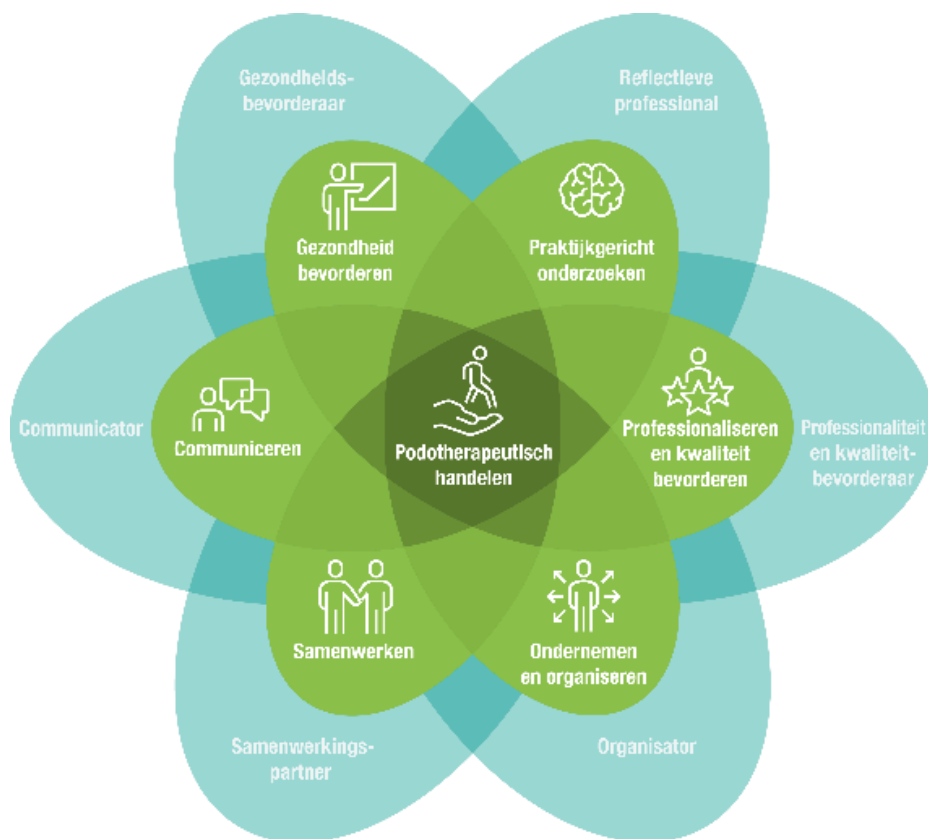 Gezondheids-
bevorderaar
Reflectieve
professional
Gezondheid
bevorderen
Praktijkgericht
onderzoeken
Communicator
Communiceren
Podotherapeutisch
handelen
Professionaliseren
en kwaliteit
bevorderen
Professionaliteit
en kwaliteit-
bevorderaar
Samenwerken
Ondernemen
en organiseren
Samenwerkings-
partner
Organisator